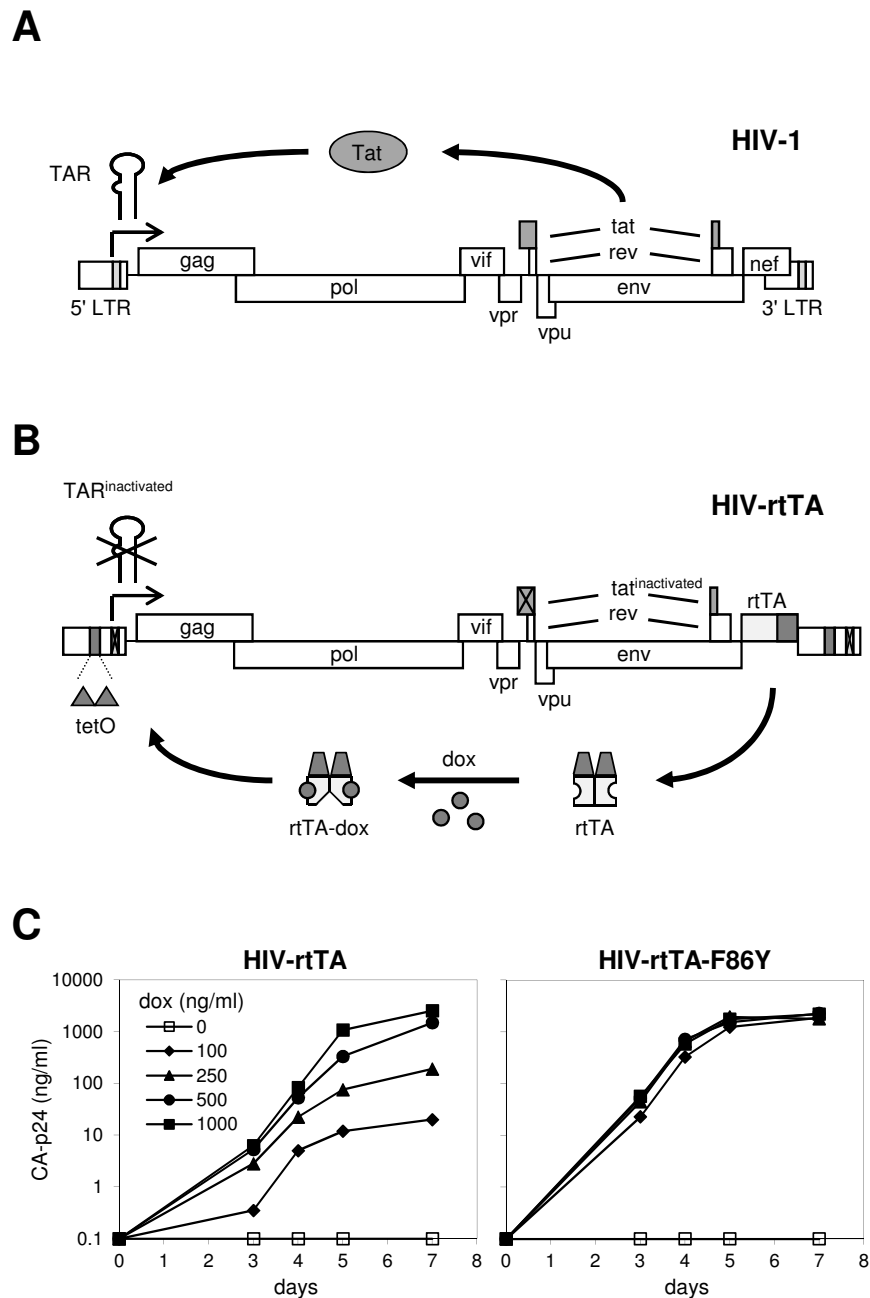 A
HIV-1
Tat
TAR
tat
rev
gag
vif
nef
pol
env
5' LTR
vpr
vpu
3' LTR
B
TARinactivated
HIV-rtTA
tatinactivated
rtTA
rev
gag
vif
pol
env
vpr
vpu
tetO
dox
rtTA-dox
rtTA
C
HIV-rtTA
HIV-rtTA-F86Y
CA-p24 (ng/ml)
10000
1000
100
10
1
0.1
dox (ng/ml)
0
100
250
500
1000
0 1 2 3 4 5 6 7 8
0 1 2 3 4 5 6 7 8
days
days